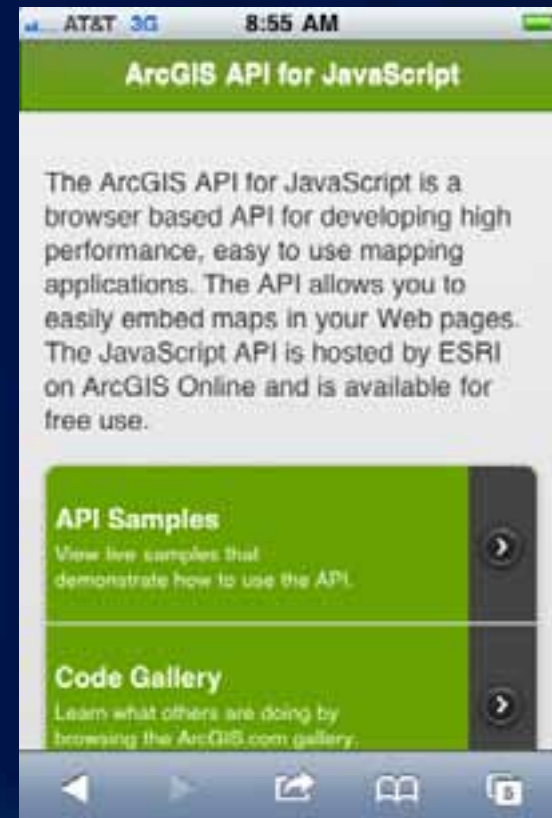 AT&T 3G 8:55 AM
ArcGIS API for JavaScript
The ArcGIS API for JavaScript is a
browser based API for developing high
performance, easy to use mapping
applications. The API allows you to
easily embed maps in your Web pages.
The JavaScript API is hosted by ESRI
on ArcGIS Online and is available for
free use.
API Samples
View live samples that
demonstrate how to use the API.
Code Gallery
Learn what others are doing by
browsing the ArcGIS.com gallery.